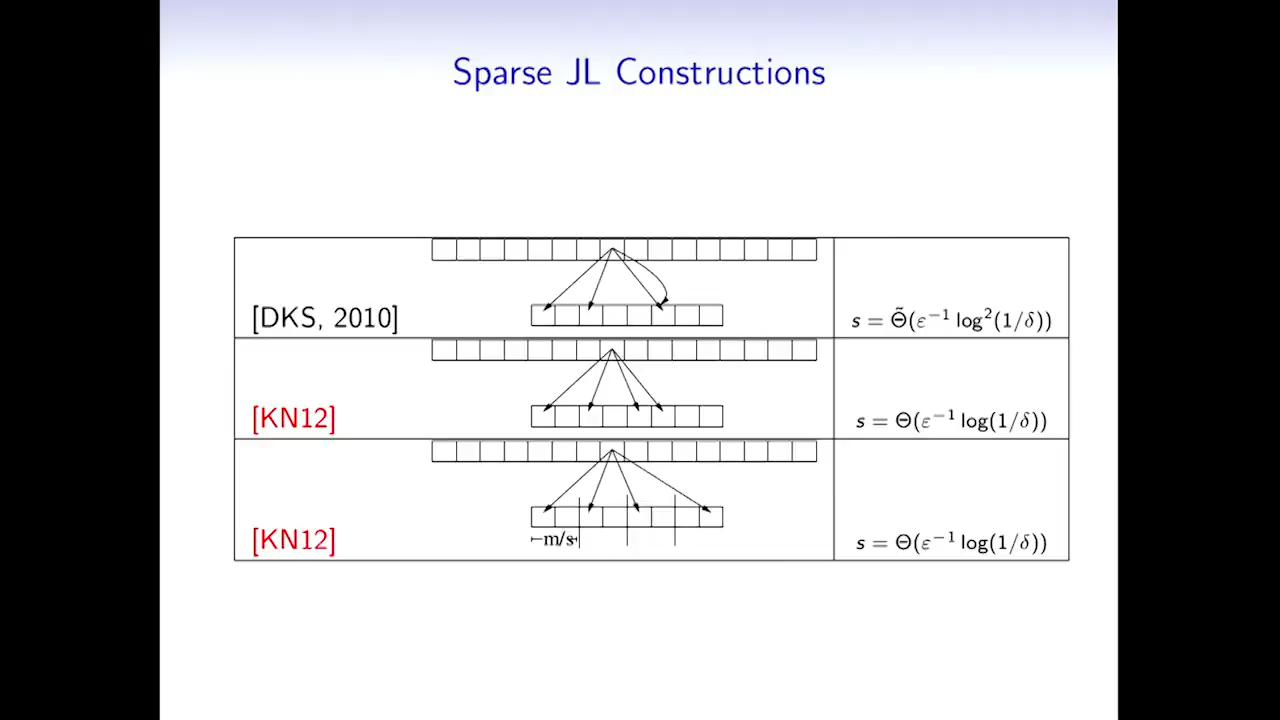 Sparse JL Constructions
[DKS, 2010]
s = Θ̃(ε⁻¹ log²(1/δ))
[KN12]
s = Θ(ε⁻¹ log(1/δ))
m/s
[KN12]
s = Θ(ε⁻¹ log(1/δ))